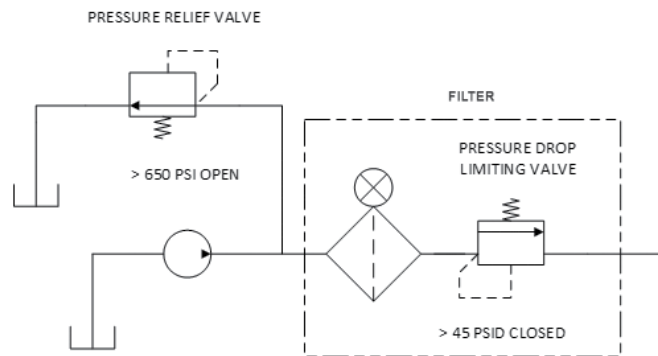 PRESSURE RELIEF VALVE
FILTER
PRESSURE DROP
LIMITING VALVE
> 650 PSI OPEN
> 45 PSID CLOSED